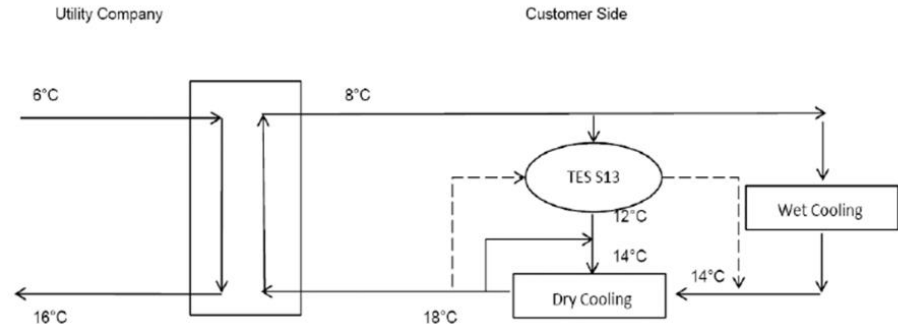 Utility Company
Customer Side
6°C
8°C
TES S13
Wet Cooling
12°C
14°C
14°C
Dry Cooling
16°C
18°C